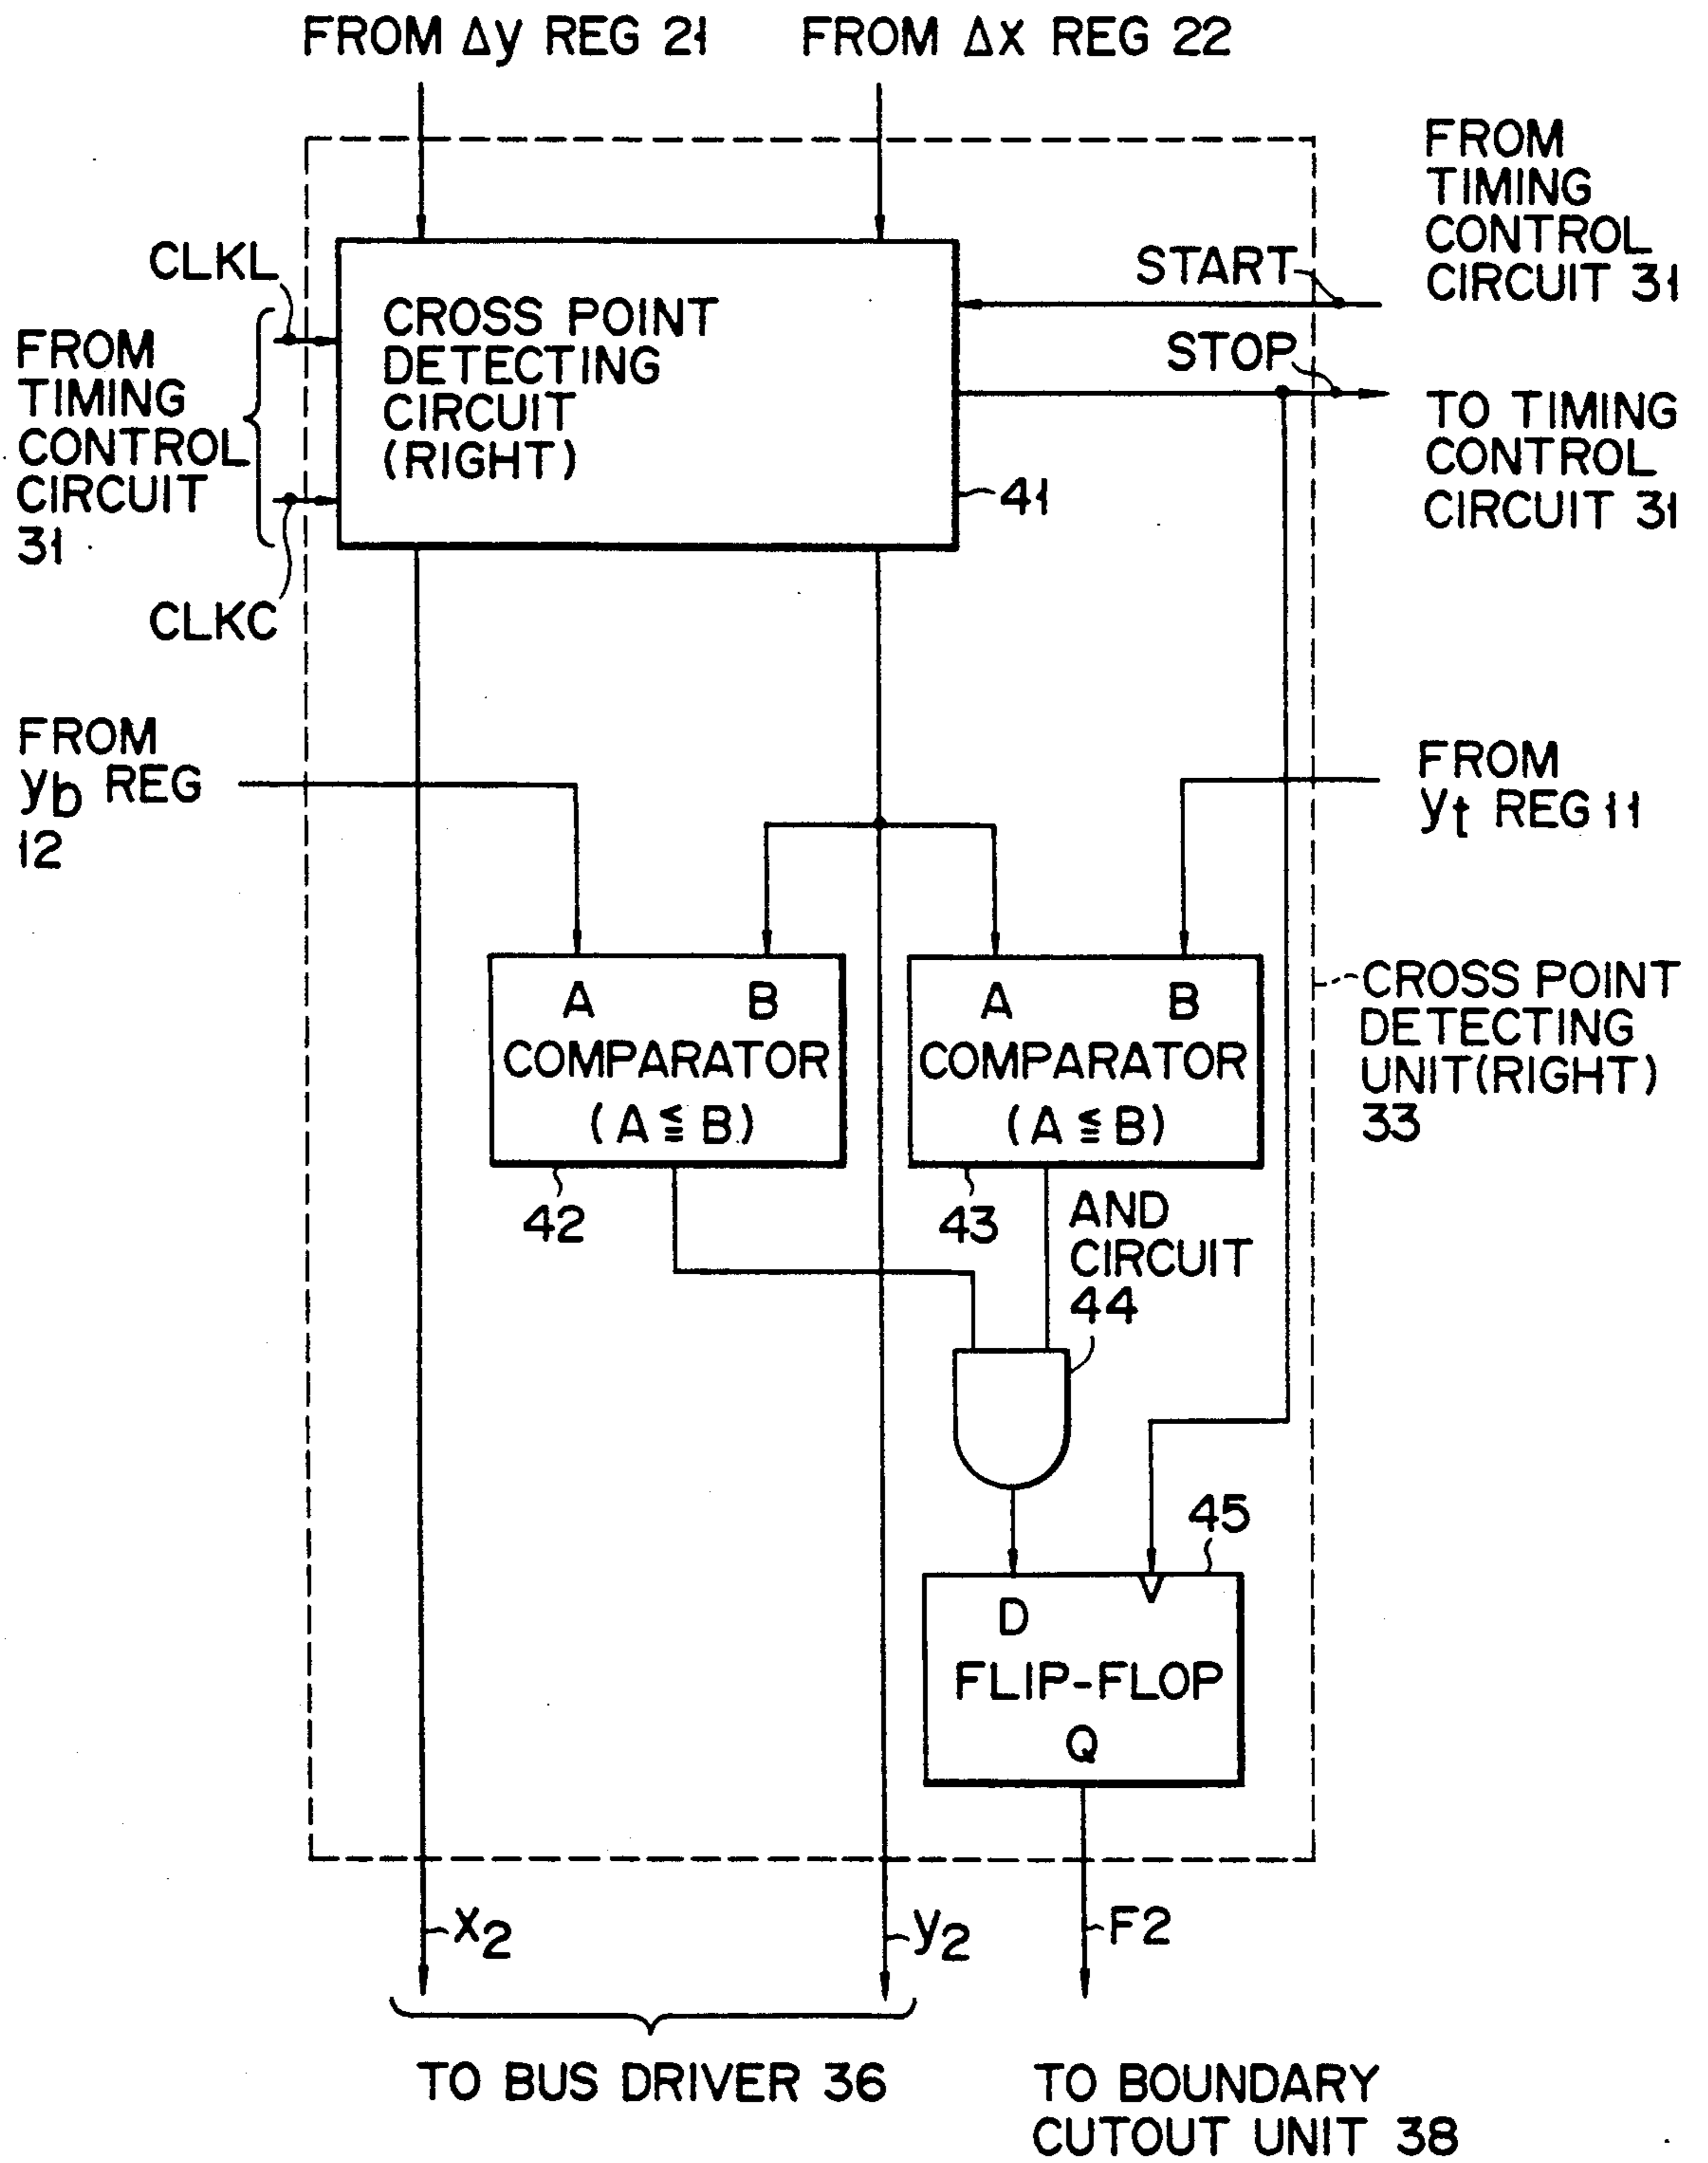 FROM Δy REG 21
FROM Δx REG 22
FROM
TIMING
CONTROL
CIRCUIT 31
CLKL
START
CROSS POINT
DETECTING
CIRCUIT
(RIGHT)
FROM
TIMING
CONTROL
CIRCUIT
31
STOP
TO TIMING
CONTROL
CIRCUIT 31
41
CLKC
FROM
yb REG
12
FROM
yt REG 11
A B
COMPARATOR
(A ≦ B)
A B
COMPARATOR
(A ≦ B)
CROSS POINT
DETECTING
UNIT(RIGHT)
33
42
43
AND
CIRCUIT
44
45
D
FLIP-FLOP
Q
x2
y2
F2
TO BUS DRIVER 36
TO BOUNDARY
CUTOUT UNIT 38